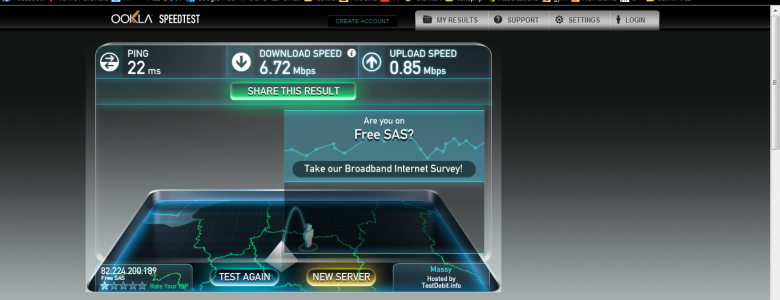 OOKLA SPEEDTEST
CREATE ACCOUNT
MY RESULTS
SUPPORT
SETTINGS
LOGIN
PING
22 ms
DOWNLOAD SPEED
6.72 Mbps
UPLOAD SPEED
0.85 Mbps
SHARE THIS RESULT
Are you on
Free SAS?
Take our Broadband Internet Survey!
82.224.200.189
Free SAS
Rate Your ISP
TEST AGAIN
NEW SERVER
Massy
Hosted by
TestDebit.info